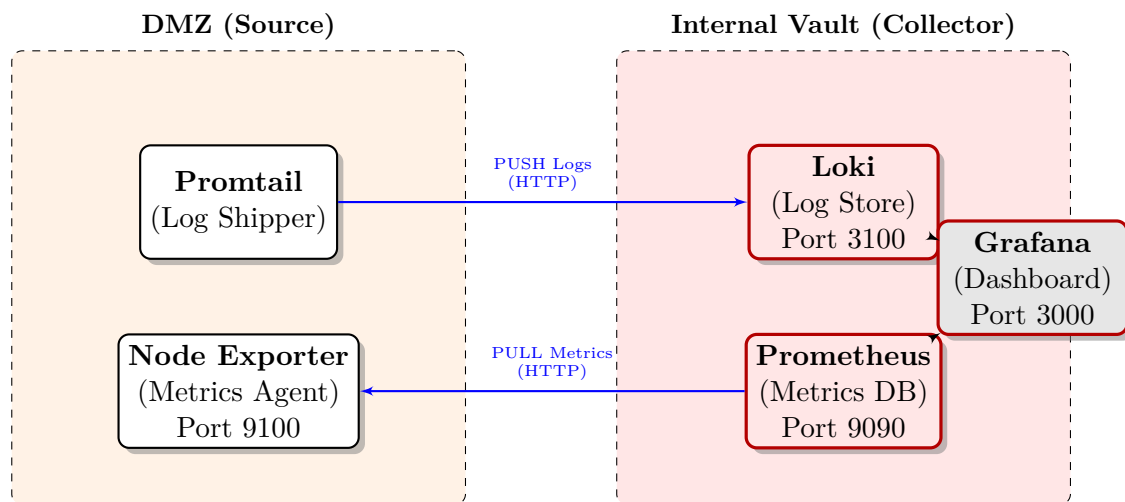 DMZ (Source)
Internal Vault (Collector)
Promtail
(Log Shipper)
PUSH Logs
(HTTP)
Loki
(Log Store)
Port 3100
Grafana
(Dashboard)
Port 3000
Node Exporter
(Metrics Agent)
Port 9100
PULL Metrics
(HTTP)
Prometheus
(Metrics DB)
Port 9090